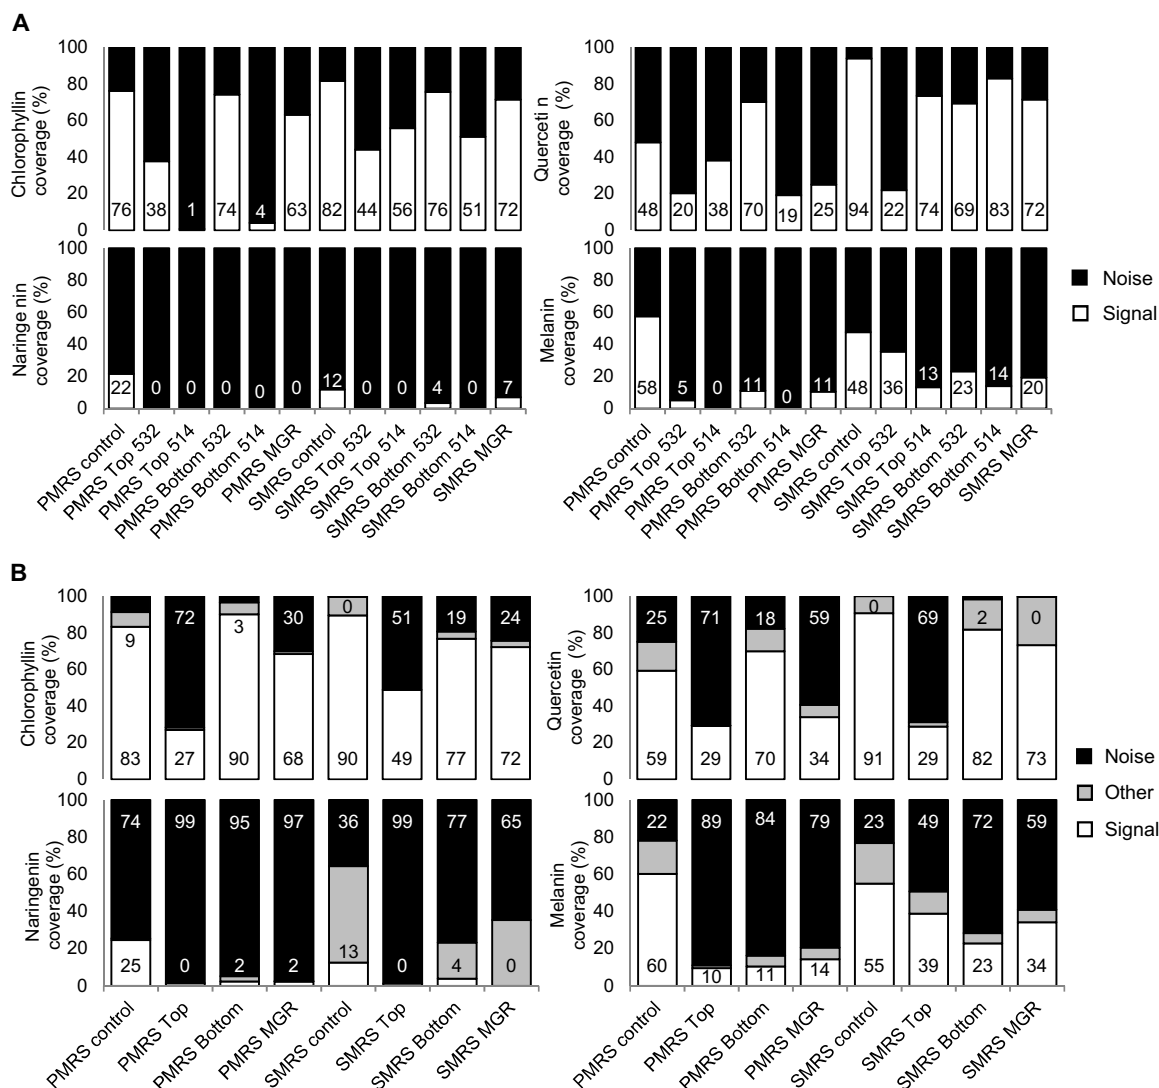 A
100
80
60
40
20
0
Chlorophyllin
coverage (%)
76 38 1 74 4 63 82 44 56 76 51 72
100
80
60
40
20
0
Querceti n
coverage (%)
48 20 38 70 19 25 94 22 74 69 83 72
100
80
60
40
20
0
Naringe nin
coverage (%)
22 0 0 0 0 0 12 0 0 4 0 7
PMRS control
PMRS Top 532
PMRS Top 514
PMRS Bottom 532
PMRS Bottom 514
PMRS MGR
SMRS control
SMRS Top 532
SMRS Top 514
SMRS Bottom 532
SMRS Bottom 514
SMRS MGR
100
80
60
40
20
0
Melanin
coverage (%)
58 5 0 11 0 11 48 36 13 23 14 20
PMRS control
PMRS Top 532
PMRS Top 514
PMRS Bottom 532
PMRS Bottom 514
PMRS MGR
SMRS control
SMRS Top 532
SMRS Top 514
SMRS Bottom 532
SMRS Bottom 514
SMRS MGR
Noise
Signal
B
100
80
60
40
20
0
Chlorophyllin
coverage (%)
9 72 3 30 0 51 19 24
83 27 90 68 90 49 77 72
100
80
60
40
20
0
Quercetin
coverage (%)
25 71 18 59 0 69 2 0
59 29 70 34 91 29 82 73
100
80
60
40
20
0
Naringenin
coverage (%)
74 99 95 97 36 99 77 65
25 0 2 2 13 0 4 0
PMRS control
PMRS Top
PMRS Bottom
PMRS MGR
SMRS control
SMRS Top
SMRS Bottom
SMRS MGR
100
80
60
40
20
0
Melanin
coverage (%)
22 89 84 79 23 49 72 59
60 10 11 14 55 39 23 34
PMRS control
PMRS Top
PMRS Bottom
PMRS MGR
SMRS control
SMRS Top
SMRS Bottom
SMRS MGR
Noise
Other
Signal